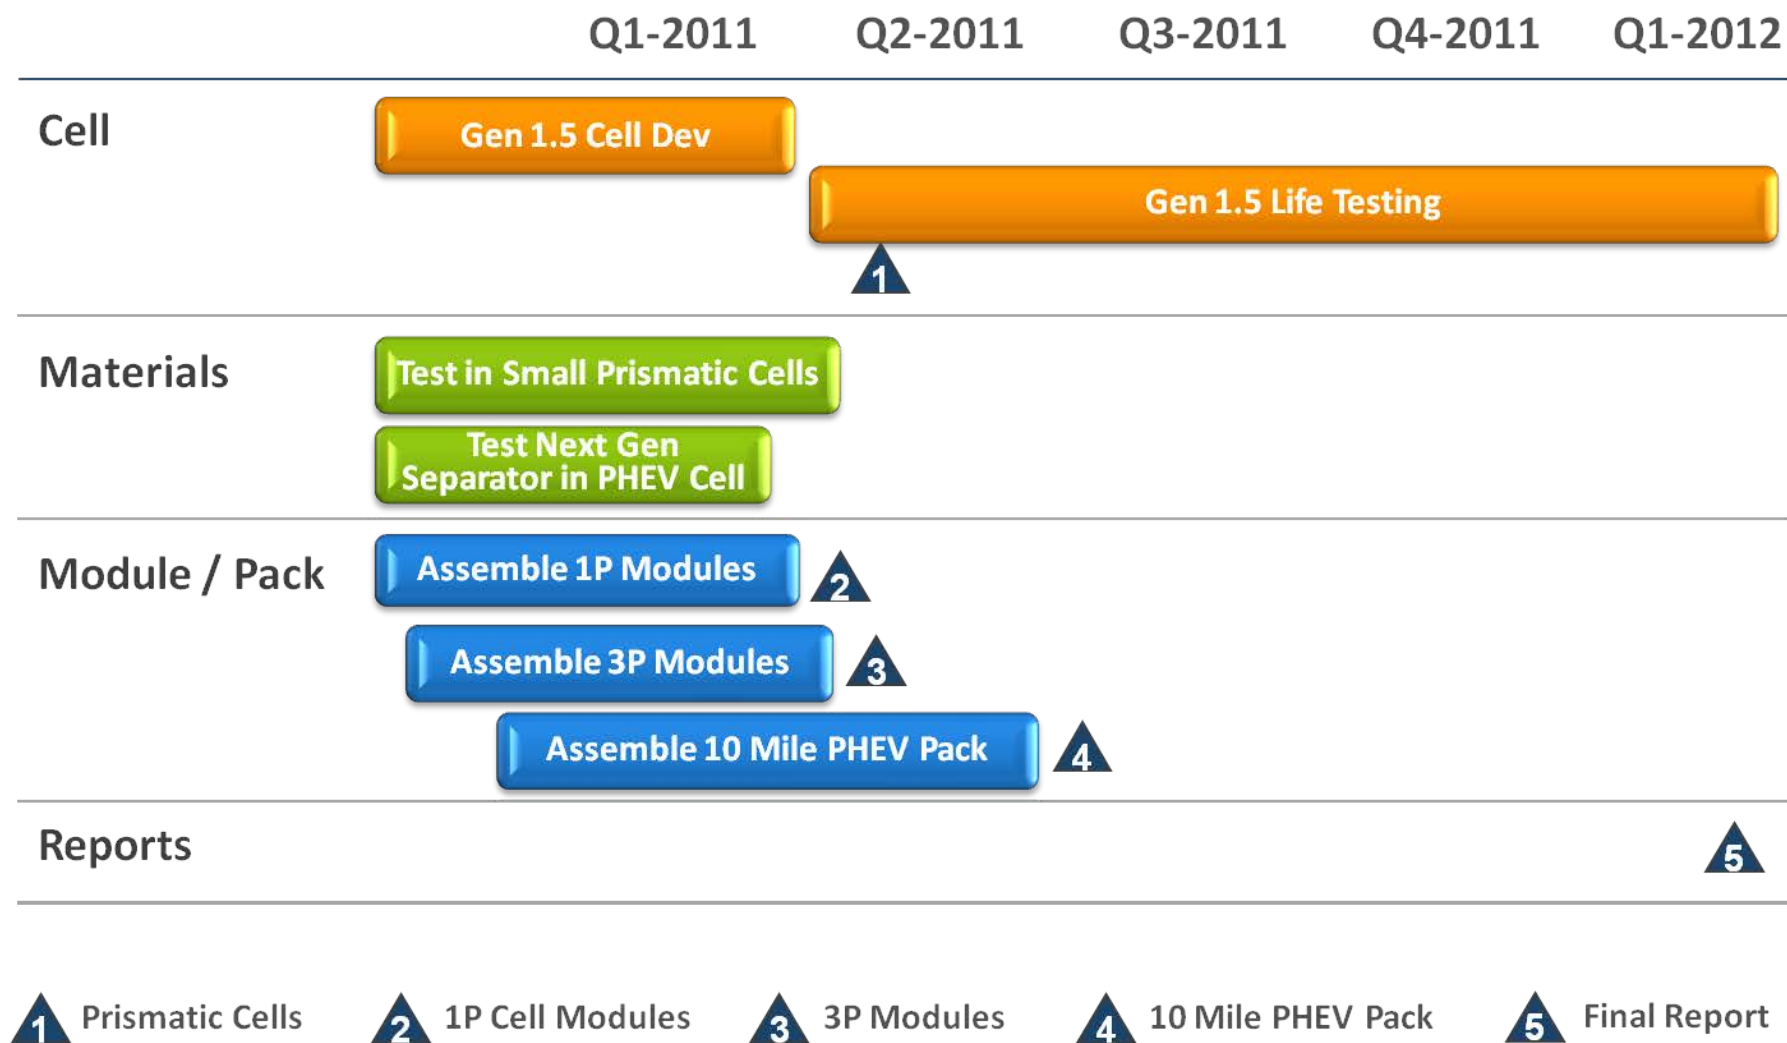 Q1-2011 Q2-2011 Q3-2011 Q4-2011 Q1-2012
Cell
Gen 1.5 Cell Dev
Gen 1.5 Life Testing
1
Materials
Test in Small Prismatic Cells
Test Next Gen
Separator in PHEV Cell
Module / Pack
Assemble 1P Modules
2
Assemble 3P Modules
3
Assemble 10 Mile PHEV Pack
4
Reports
5
1 Prismatic Cells
2 1P Cell Modules
3 3P Modules
4 10 Mile PHEV Pack
5 Final Report